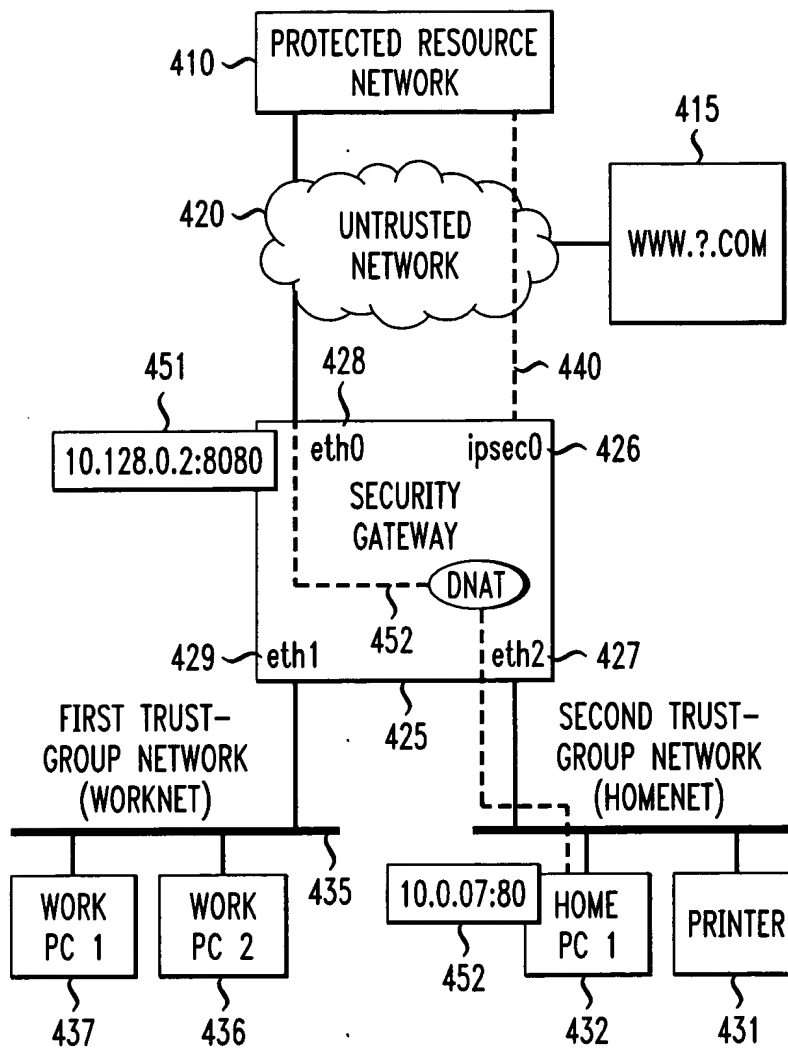 PROTECTED RESOURCE
NETWORK
410
415
420
UNTRUSTED
NETWORK
WWW.?.COM
451
428
440
10.128.0.2:8080
eth0
ipsec0
426
SECURITY
GATEWAY
DNAT
452
429
eth1
eth2
427
FIRST TRUST-
GROUP NETWORK
(WORKNET)
425
SECOND TRUST-
GROUP NETWORK
(HOMENET)
435
WORK
PC 1
WORK
PC 2
10.0.07:80
HOME
PC 1
PRINTER
452
437
436
432
431